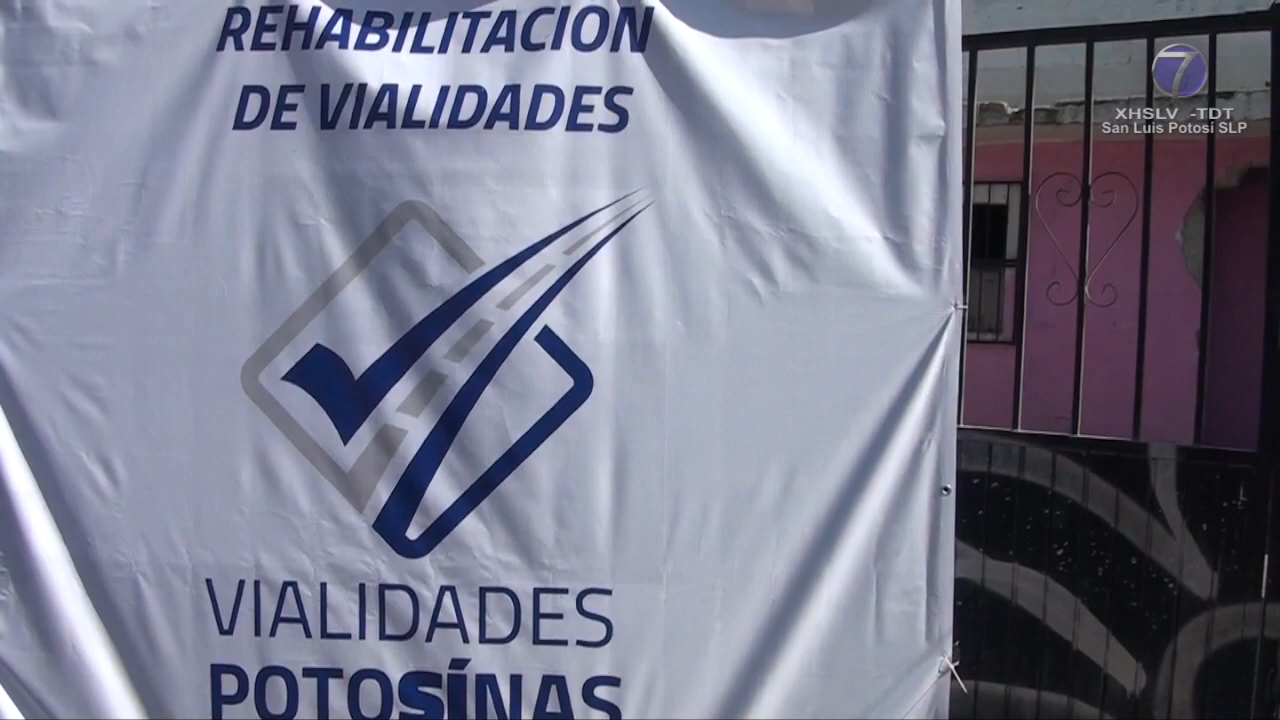 REHABILITACION
DE VIALIDADES
VIALIDADES
POTOSÍNAS
7
XHSLV -TDT
San Luis Potosí SLP